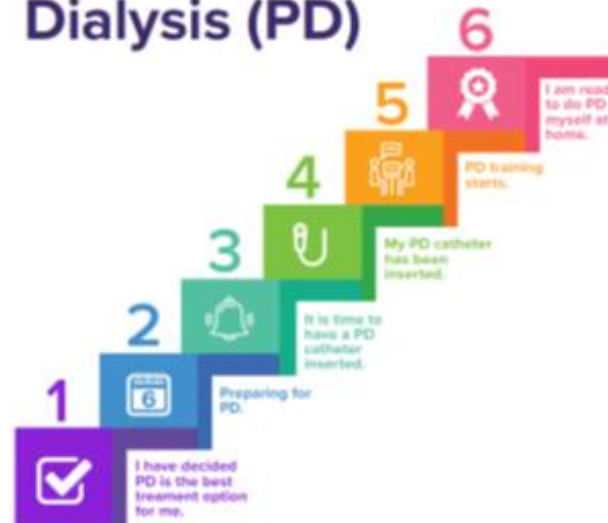 Dialysis (PD)
6
I am read
to do PD
myself at
home.
5
PD training
starts.
4
My PD catheter
has been
inserted.
3
It is time to
have a PD
catheter
inserted.
2
6
Preparing for
PD.
1
I have decided
PD is the best
treament option
for me.